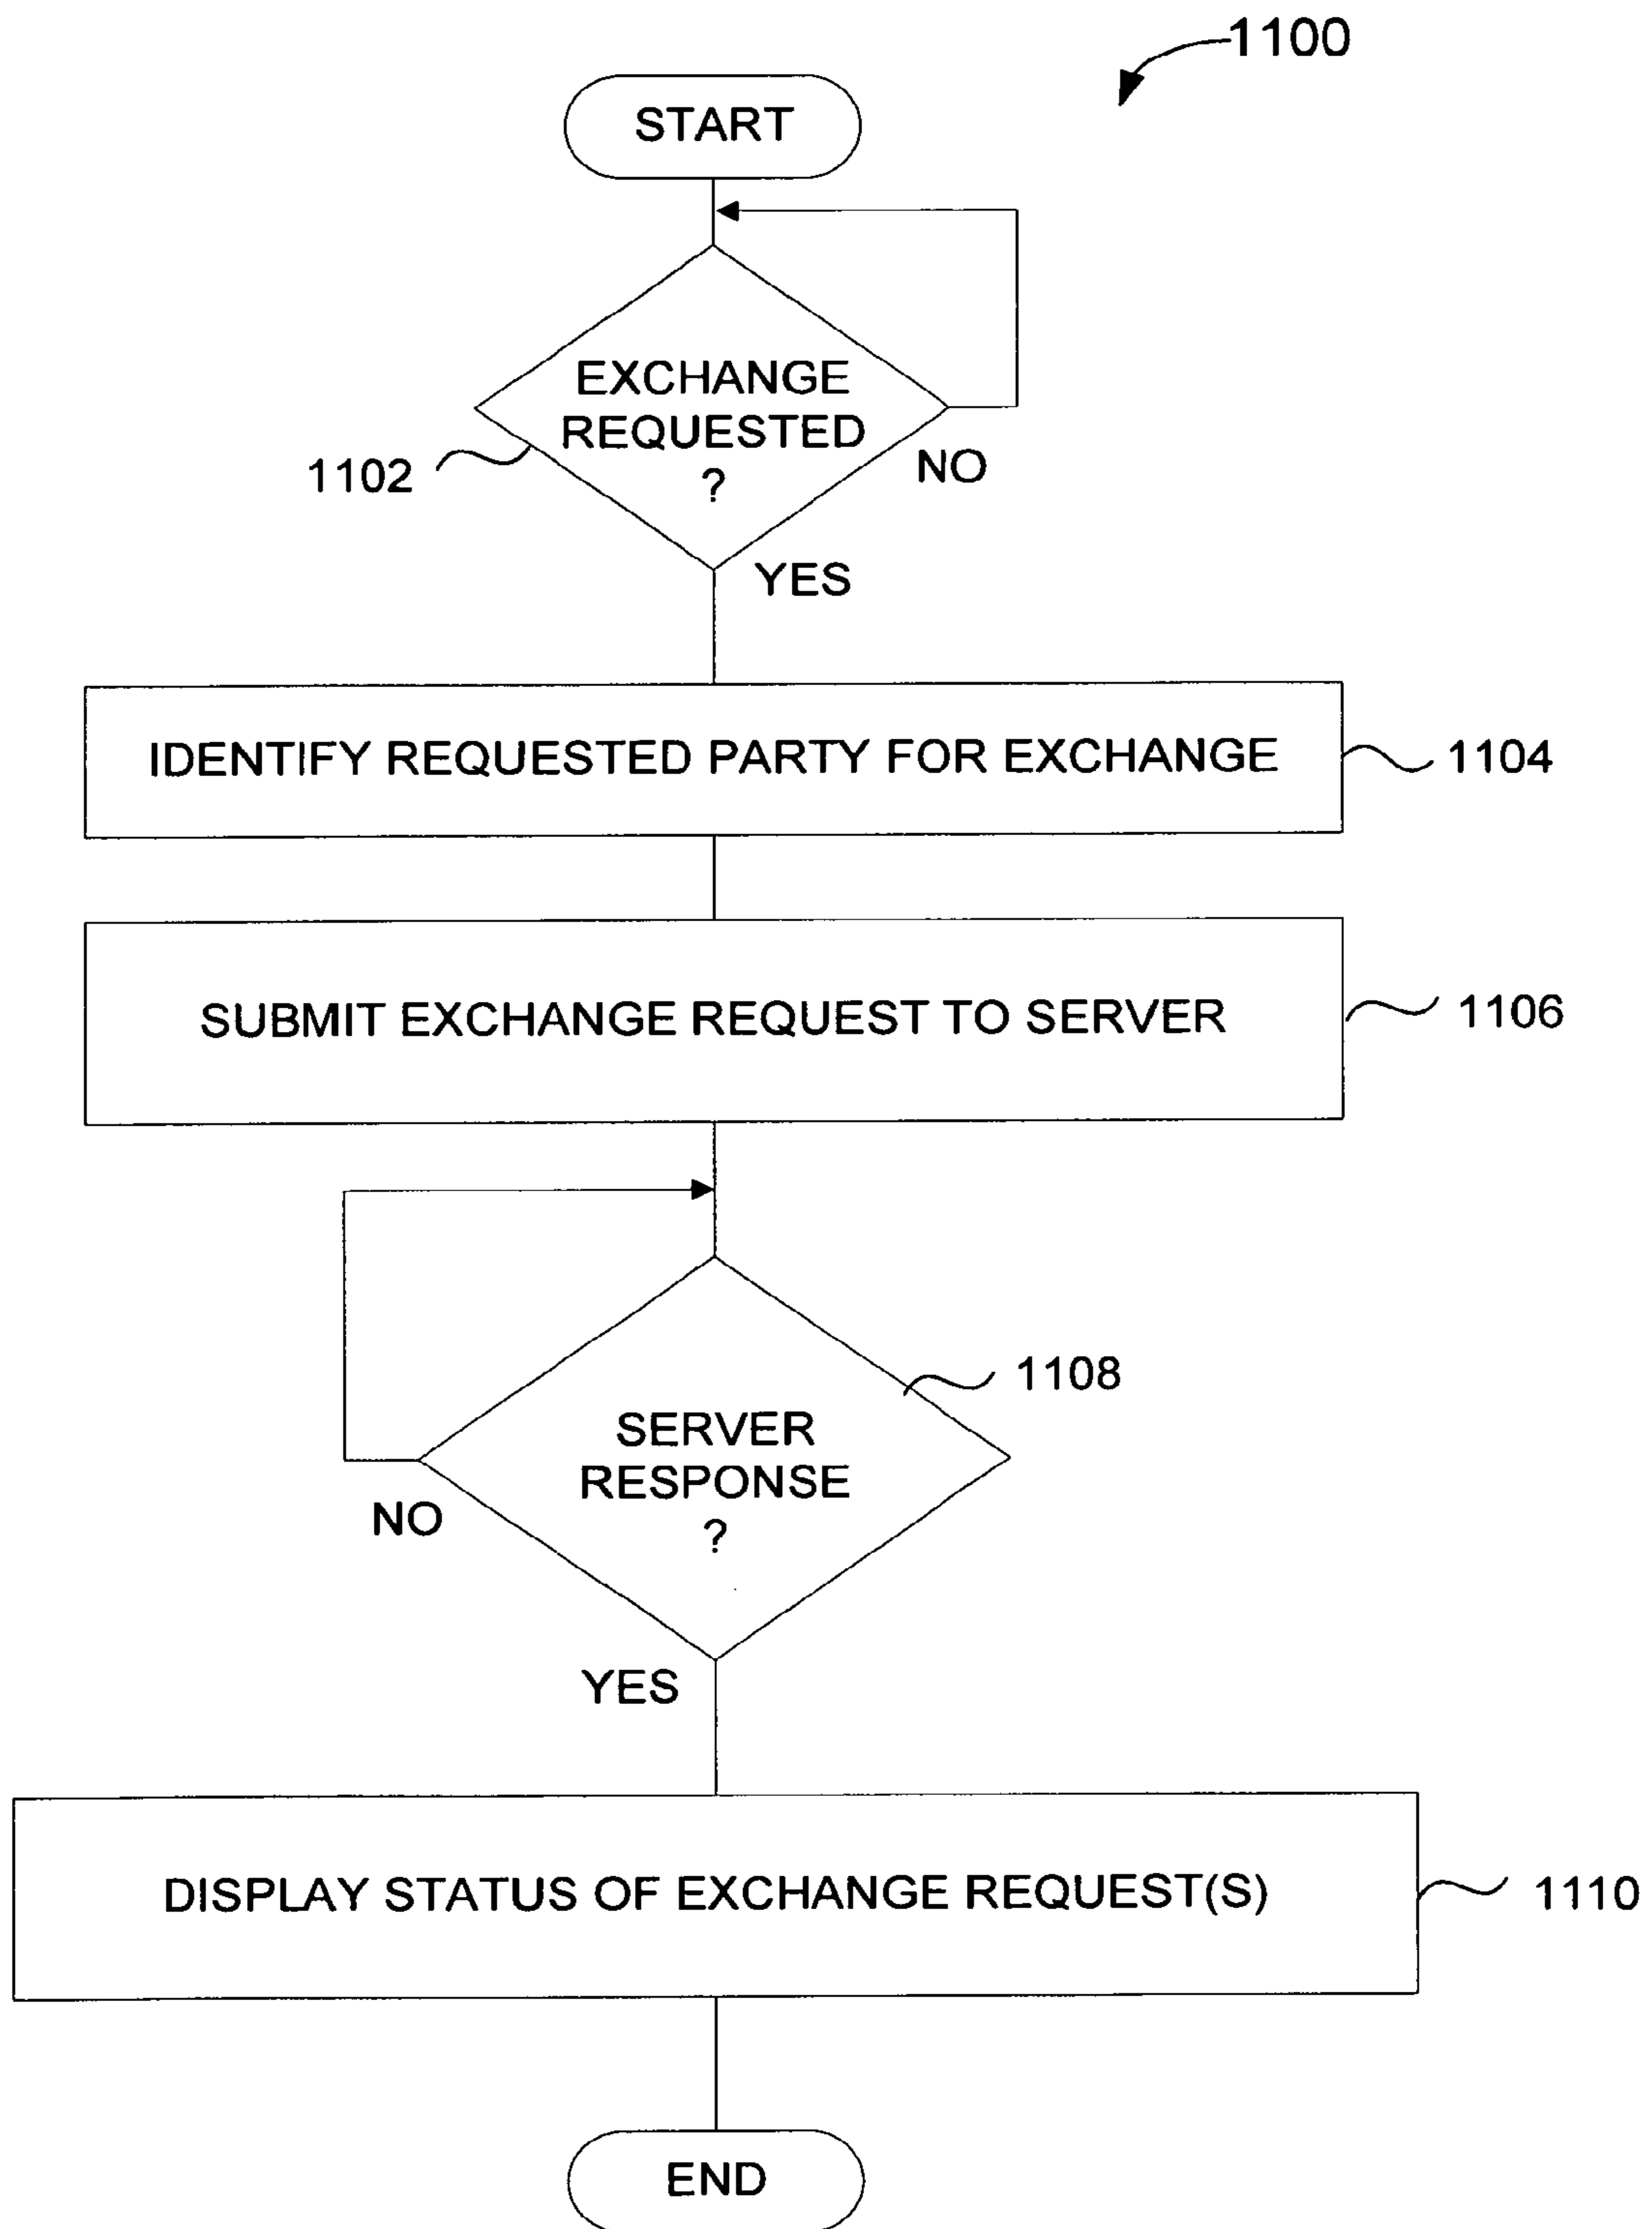 1100
START
EXCHANGE
REQUESTED
?
1102
NO
YES
IDENTIFY REQUESTED PARTY FOR EXCHANGE
1104
SUBMIT EXCHANGE REQUEST TO SERVER
1106
1108
SERVER
RESPONSE
?
NO
YES
DISPLAY STATUS OF EXCHANGE REQUEST(S)
1110
END